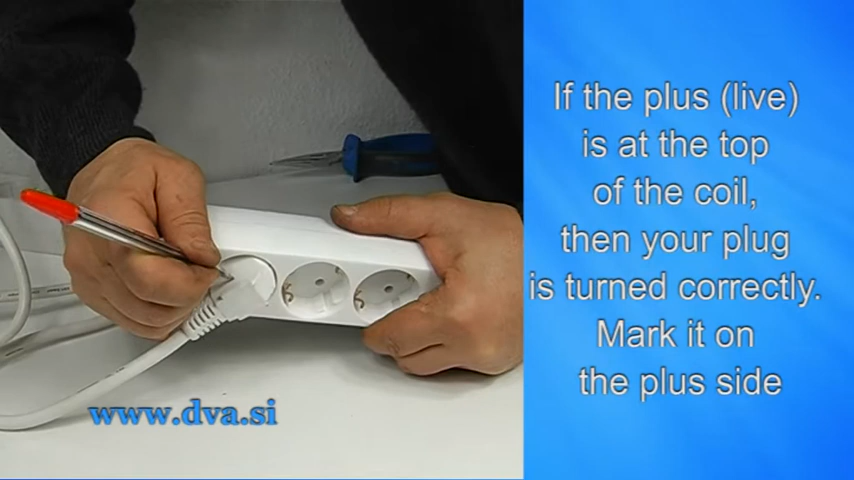 If the plus (live)
is at the top
of the coil,
then your plug
is turned correctly.
Mark it on
the plus side
www.dva.si